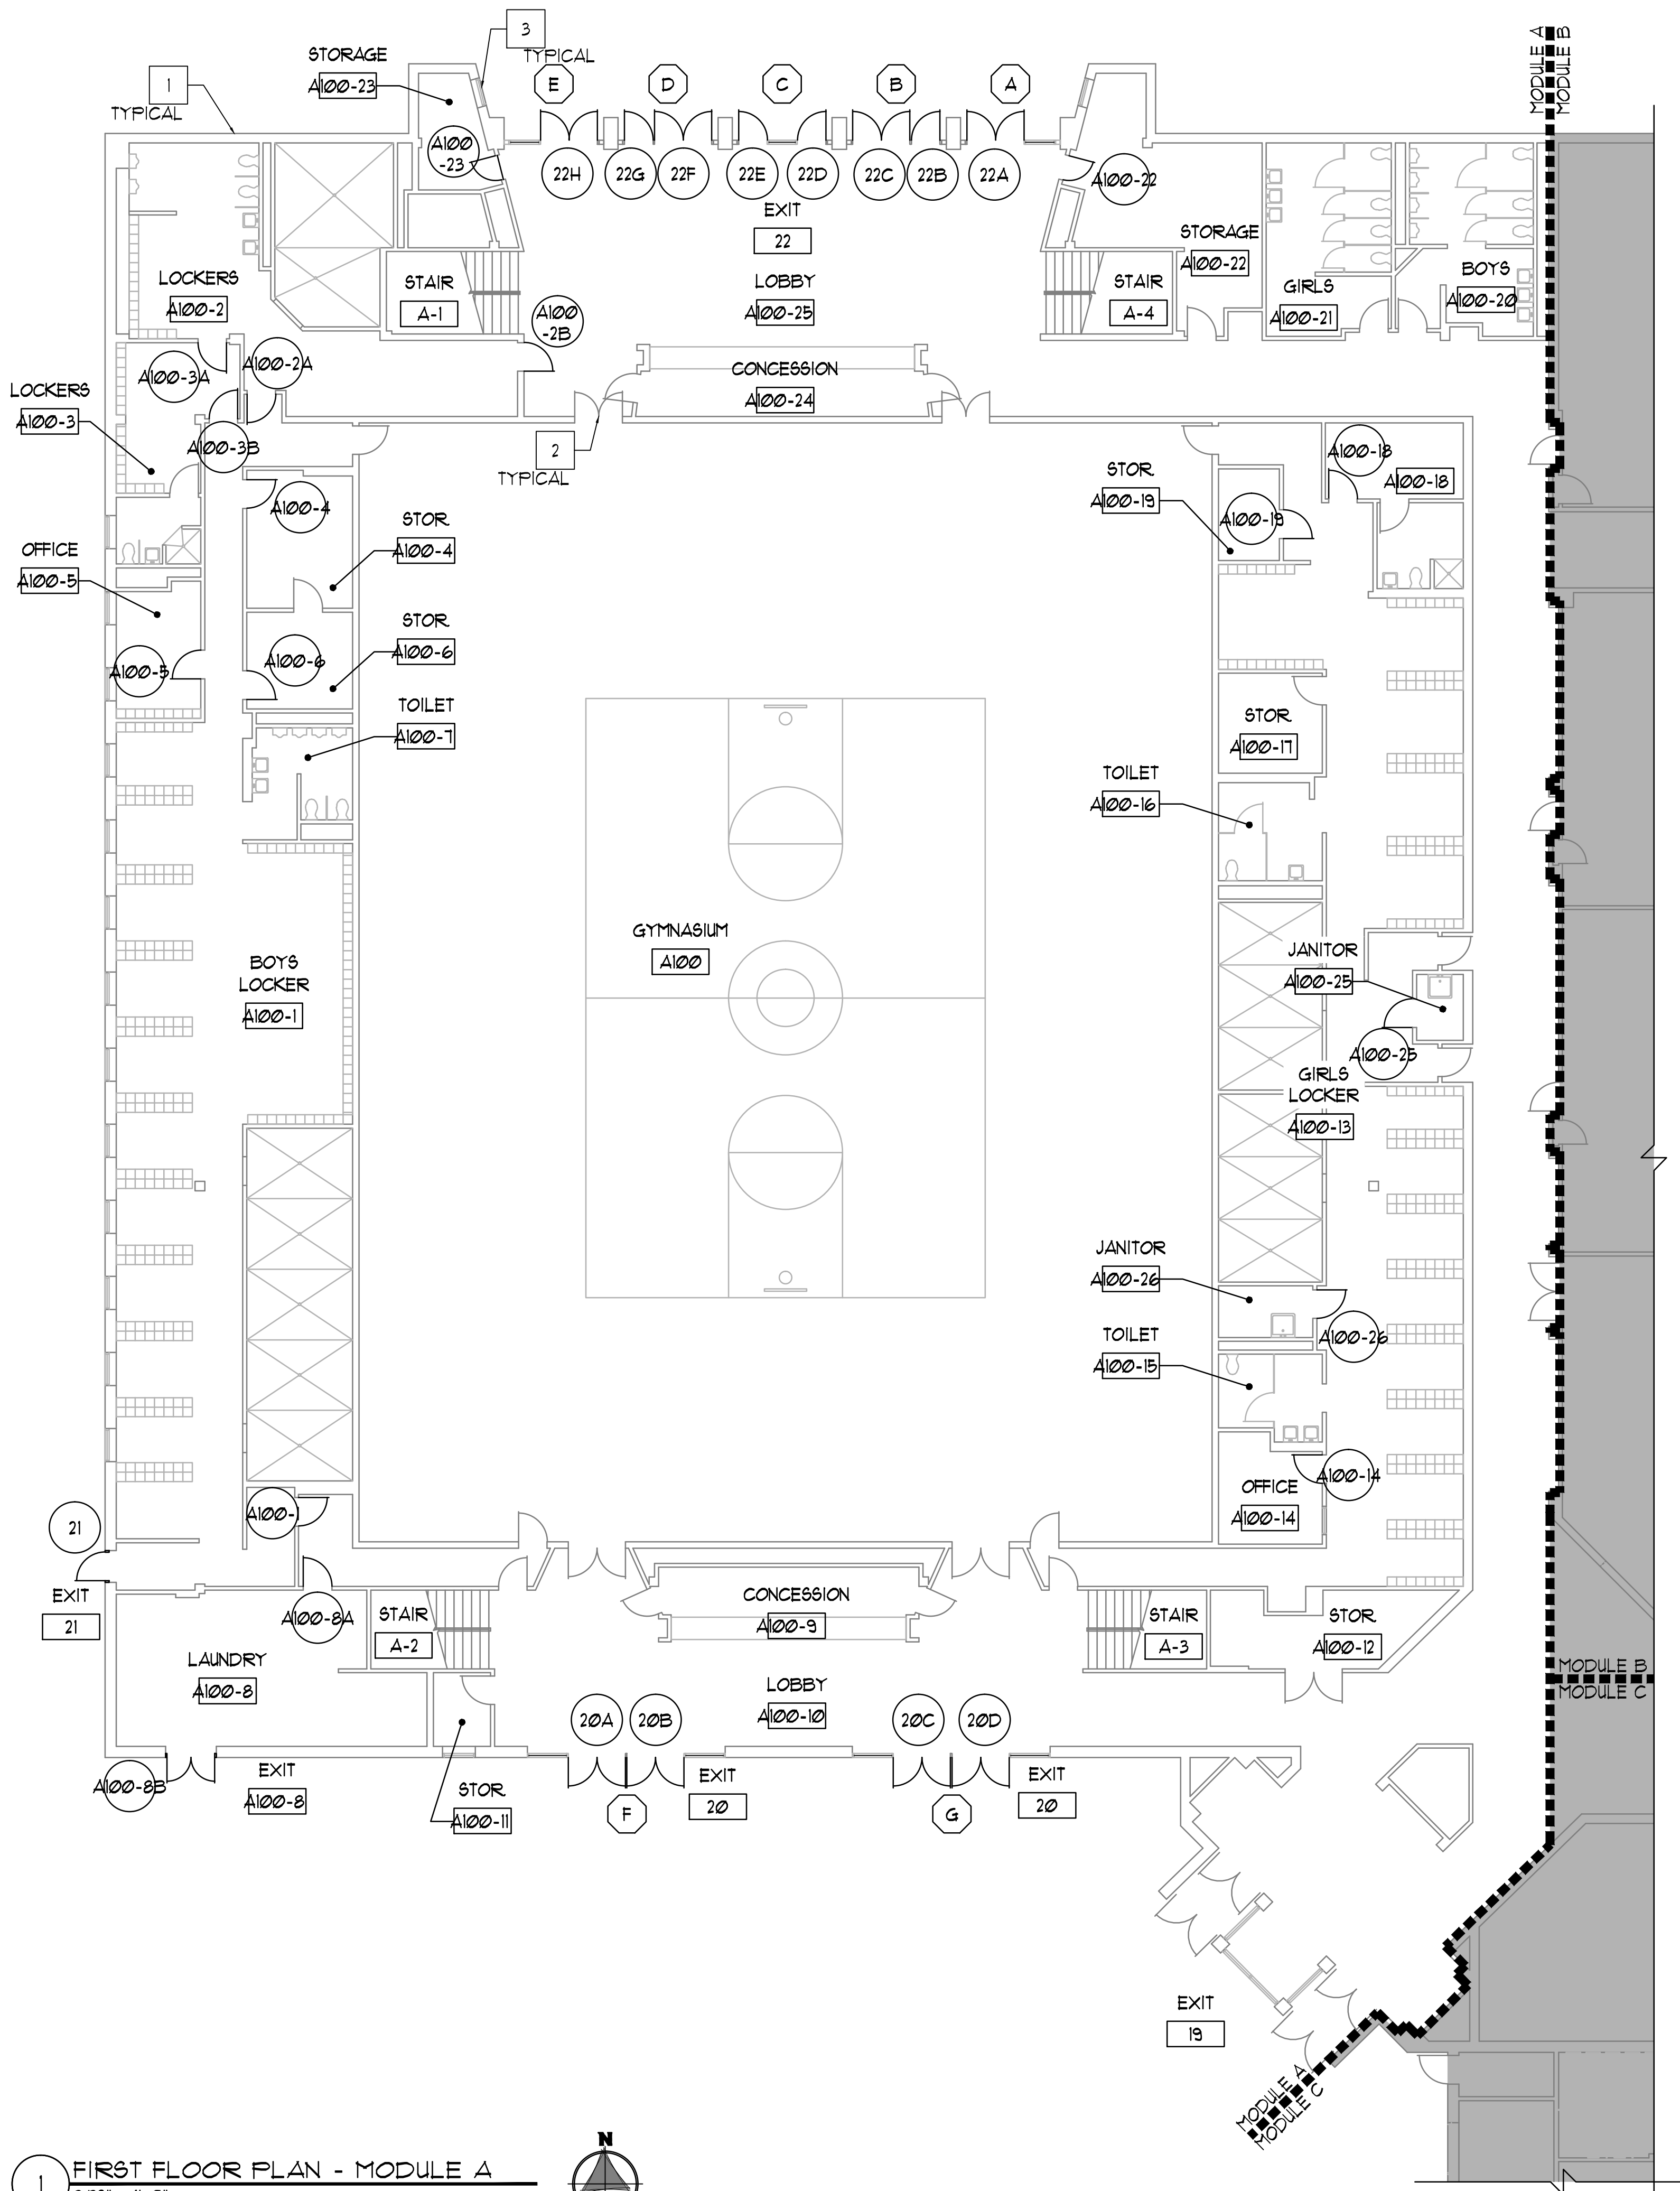 3
TYPICAL
STORAGE
A100-23
1
TYPICAL
E
D
C
B
A
MODULE A
MODULE B
A100
-23
22H
22G
22F
22E
22D
22C
22B
22A
A100-22
EXIT
22
STORAGE
A100-22
LOCKERS
A100-2
STAIR
A-1
LOBBY
A100-25
STAIR
A-4
GIRLS
A100-21
BOYS
A100-20
A100
-2B
A100-3A
A100-2A
CONCESSION
A100-24
LOCKERS
A100-3
A100-3B
2
TYPICAL
A100-18
A100-18
STOR
A100-19
A100-19
A100-4
STOR
A100-4
OFFICE
A100-5
A100-5
A100-6
STOR
A100-6
TOILET
A100-7
STOR
A100-17
TOILET
A100-16
GYMNASIUM
A100
BOYS
LOCKER
A100-1
JANITOR
A100-25
A100-25
GIRLS
LOCKER
A100-13
JANITOR
A100-26
A100-26
TOILET
A100-15
A100-14
OFFICE
A100-14
A100-1
21
EXIT
21
A100-8A
STAIR
A-2
CONCESSION
A100-9
STAIR
A-3
STOR
A100-12
LAUNDRY
A100-8
LOBBY
A100-10
MODULE B
MODULE C
20A
20B
20C
20D
A100-8B
EXIT
A100-8
STOR
A100-11
EXIT
20
F
G
EXIT
20
EXIT
19
MODULE A
MODULE C
N
1
FIRST FLOOR PLAN - MODULE A